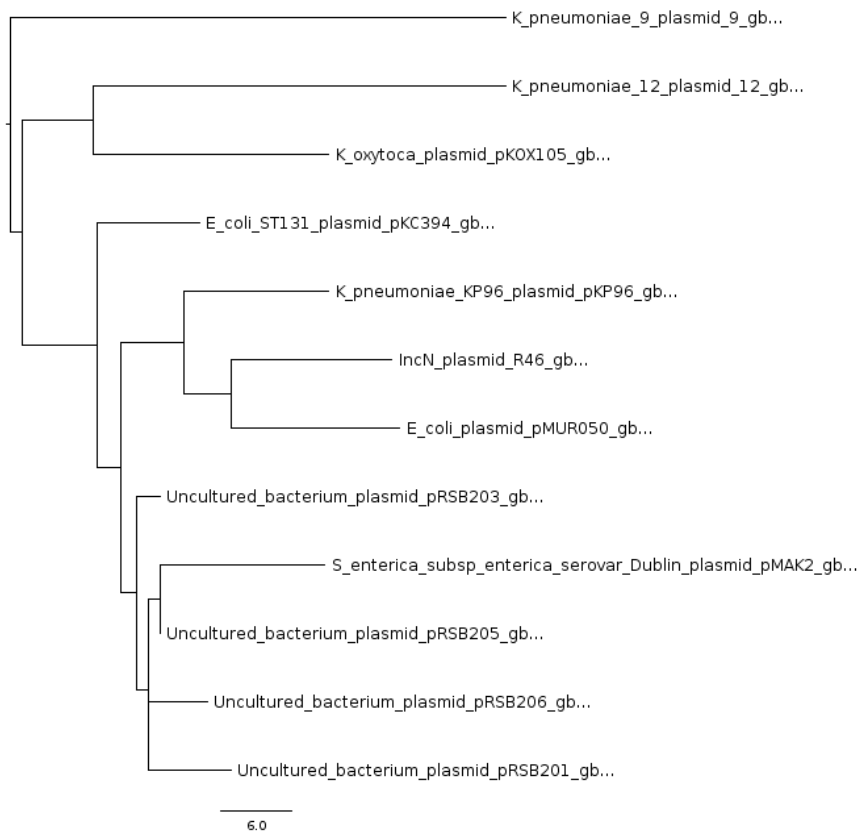 K_pneumoniae_9_plasmid_9_gb...
K_pneumoniae_12_plasmid_12_gb...
K_oxytoca_plasmid_pKOX105_gb...
E_coli_ST131_plasmid_pKC394_gb...
K_pneumoniae_KP96_plasmid_pKP96_gb...
IncN_plasmid_R46_gb...
E_coli_plasmid_pMUR050_gb...
Uncultured_bacterium_plasmid_pRSB203_gb...
S_enterica_subsp_enterica_serovar_Dublin_plasmid_pMAK2_gb...
Uncultured_bacterium_plasmid_pRSB205_gb...
Uncultured_bacterium_plasmid_pRSB206_gb...
Uncultured_bacterium_plasmid_pRSB201_gb...
6.0